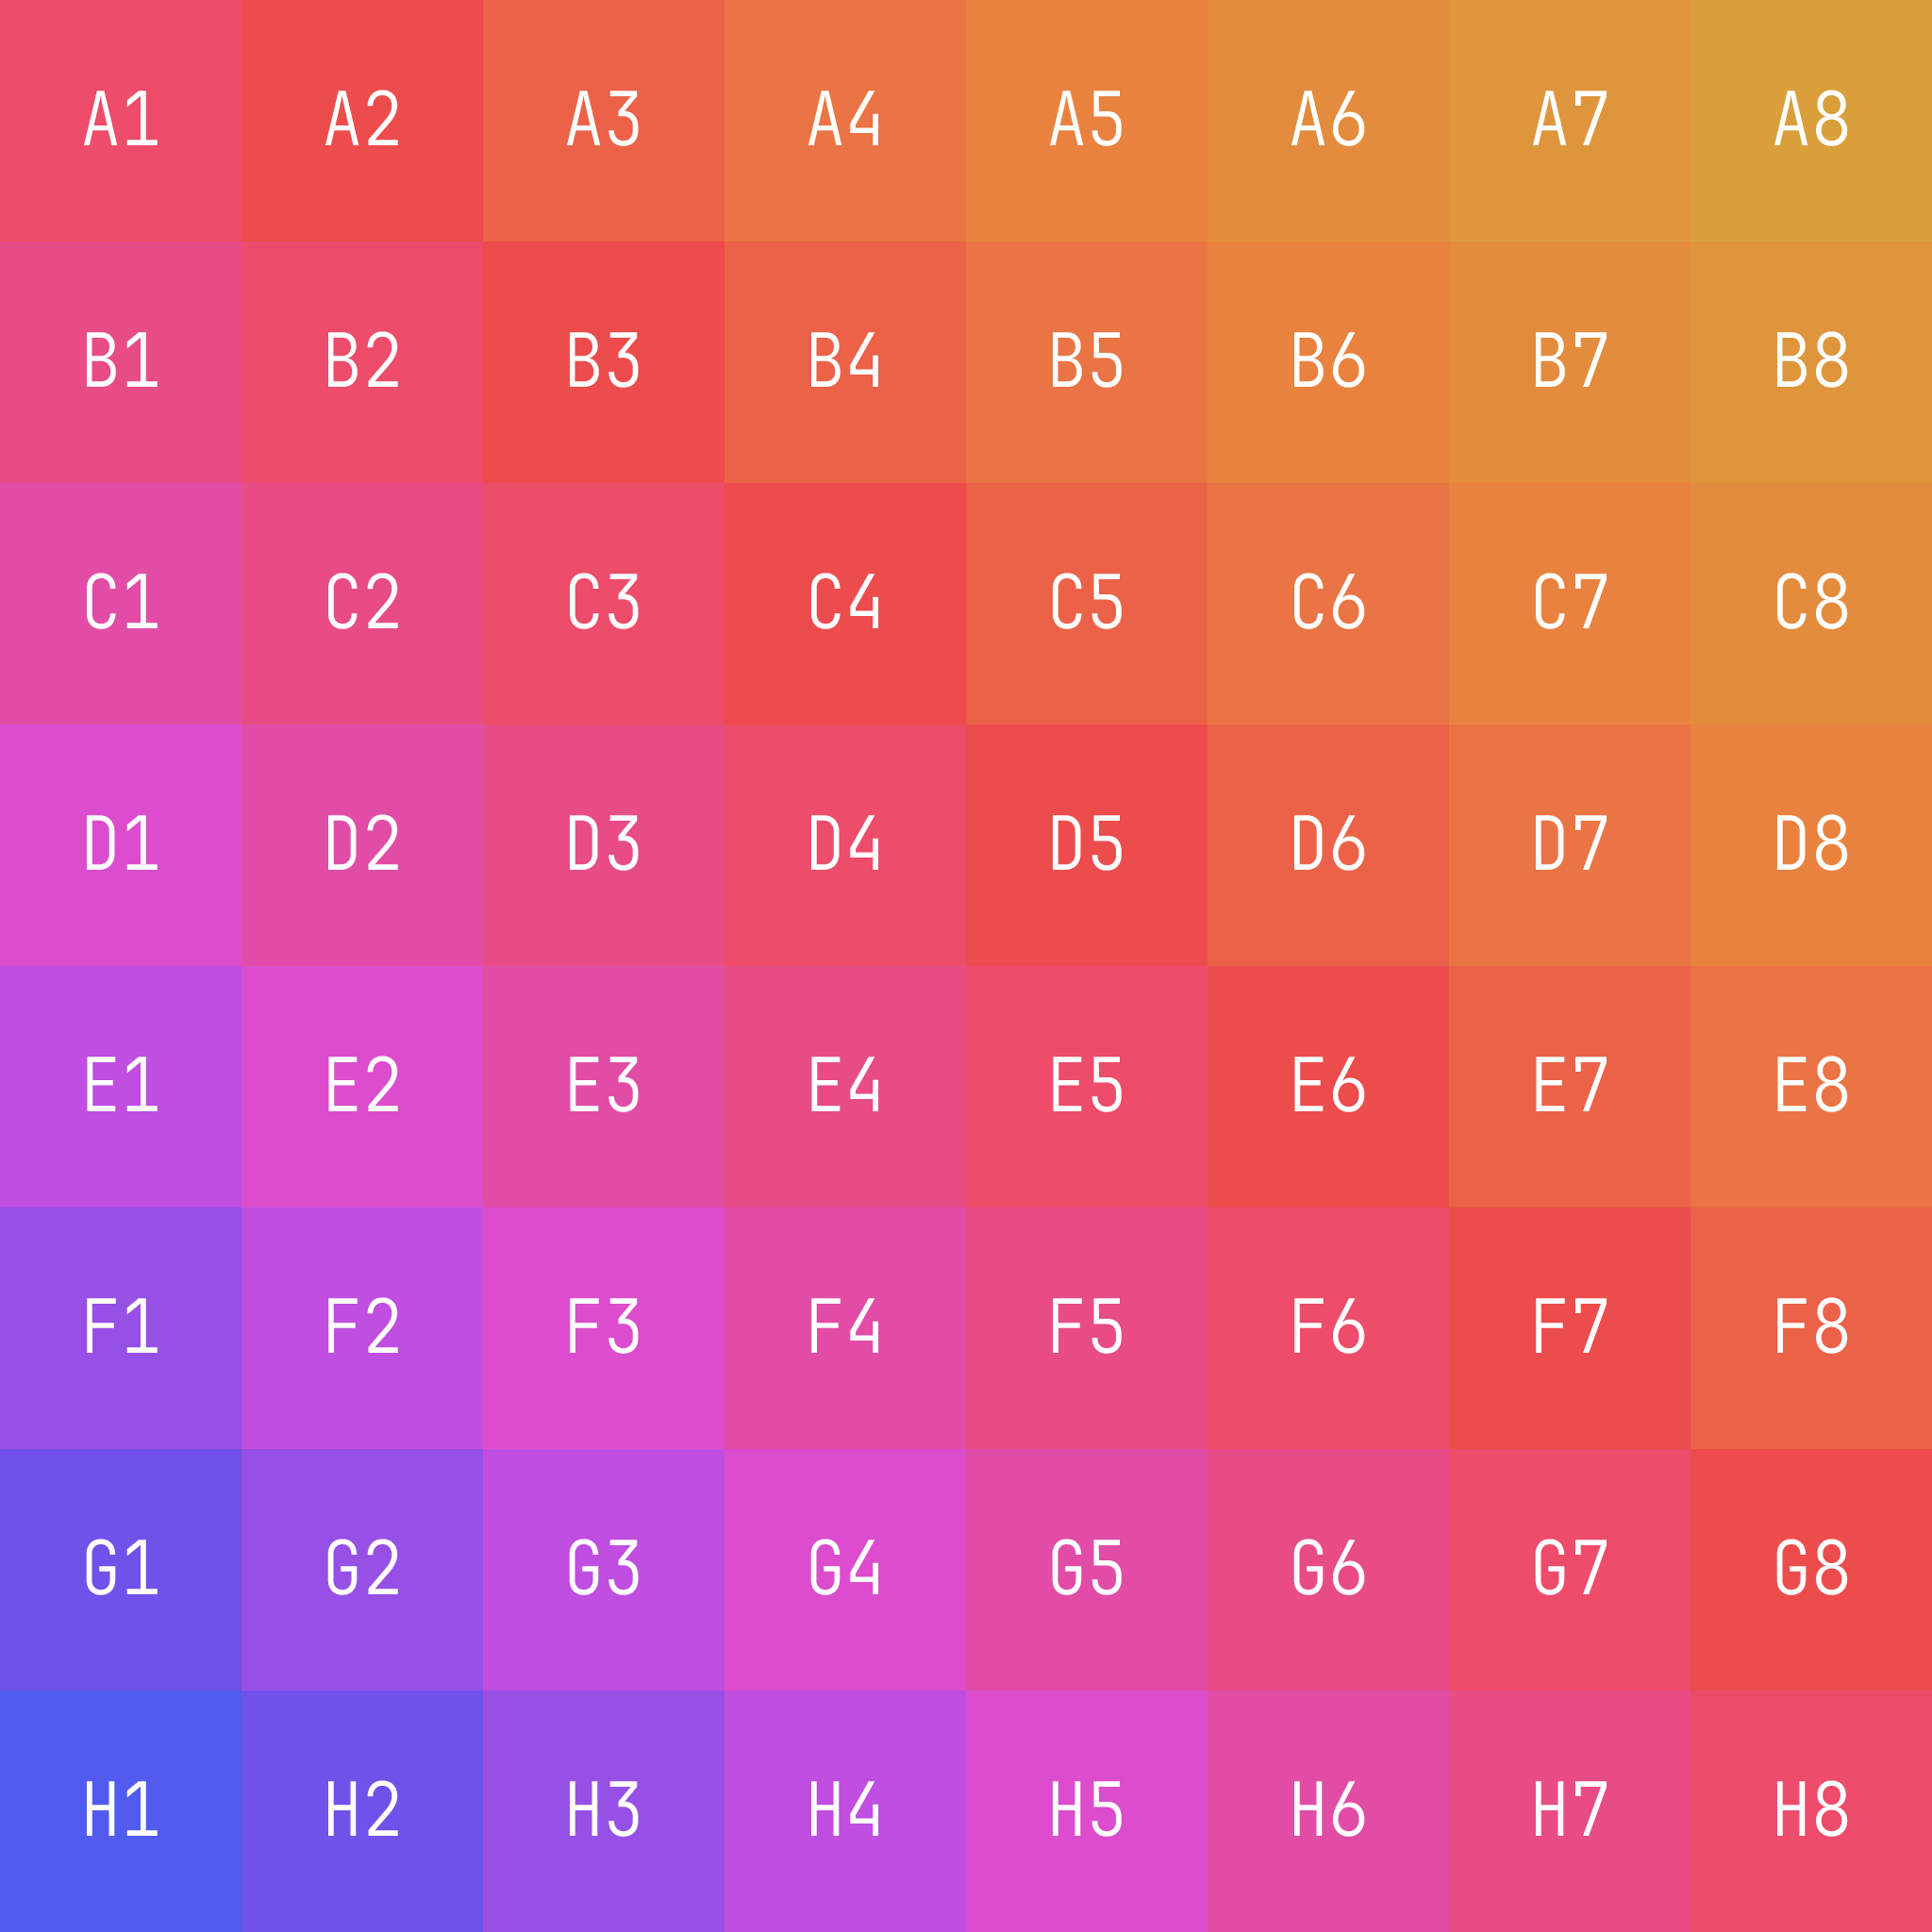 A1 A2 A3 A4 A5 A6 A7 A8
B1 B2 B3 B4 B5 B6 B7 B8
C1 C2 C3 C4 C5 C6 C7 C8
D1 D2 D3 D4 D5 D6 D7 D8
E1 E2 E3 E4 E5 E6 E7 E8
F1 F2 F3 F4 F5 F6 F7 F8
G1 G2 G3 G4 G5 G6 G7 G8
H1 H2 H3 H4 H5 H6 H7 H8